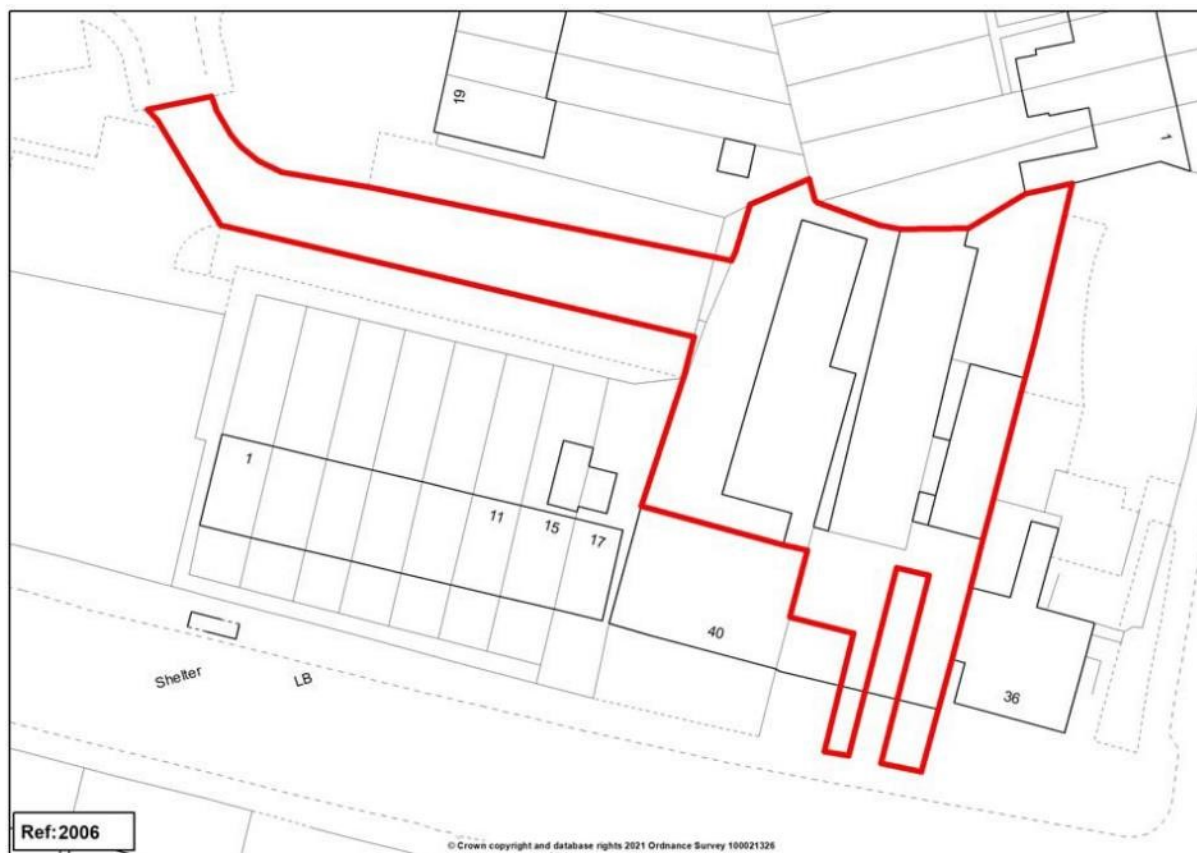 19
1
1
11
15
17
40
36
Shelter
LB
Ref:2006
© Crown copyright and database rights 2021 Ordnance Survey 100021326